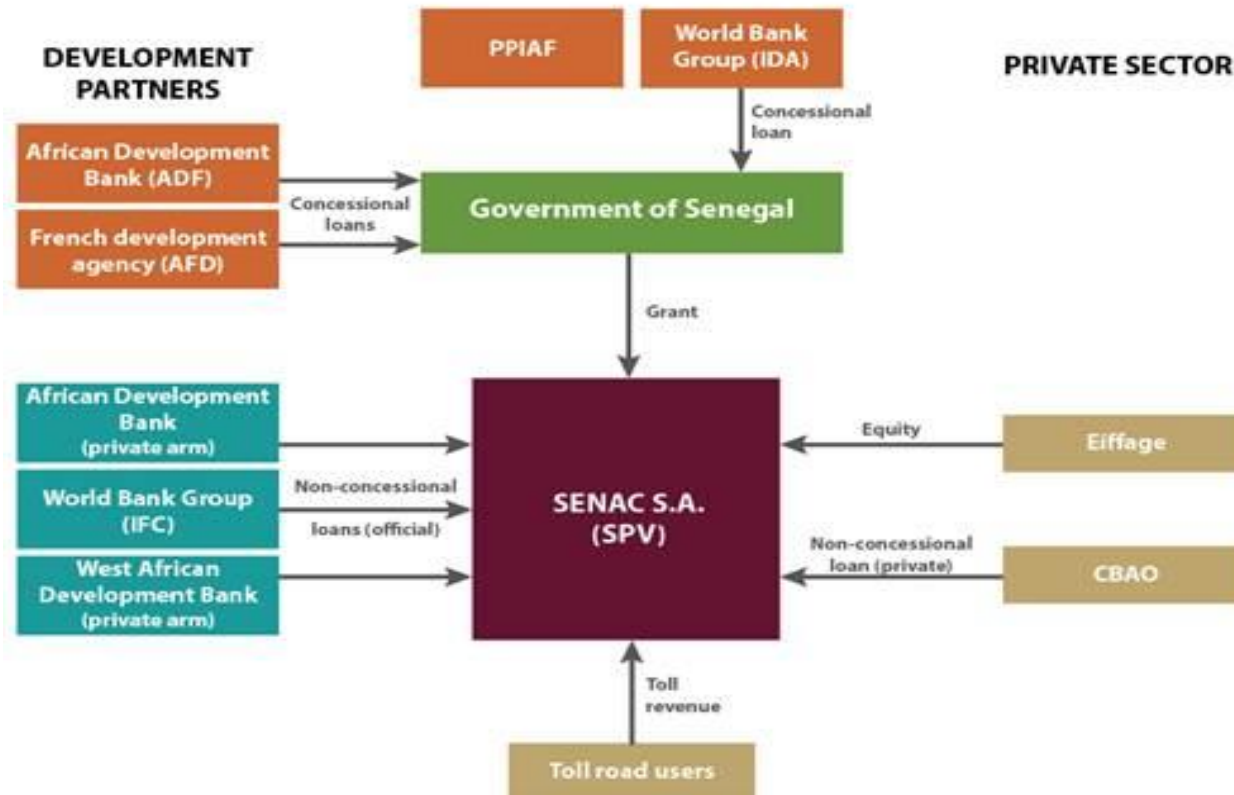 DEVELOPMENT
PARTNERS
PPIAF
World Bank
Group (IDA)
PRIVATE SECTOR
Concessional
loan
African Development
Bank (ADF)
Concessional
loans
French development
agency (AFD)
Government of Senegal
Grant
African Development
Bank
(private arm)
World Bank Group
(IFC)
West African
Development Bank
(private arm)
Non-concessional
loans (official)
SENAC S.A.
(SPV)
Equity
Eiffage
Non-concessional
loan (private)
CBAO
Toll
revenue
Toll road users